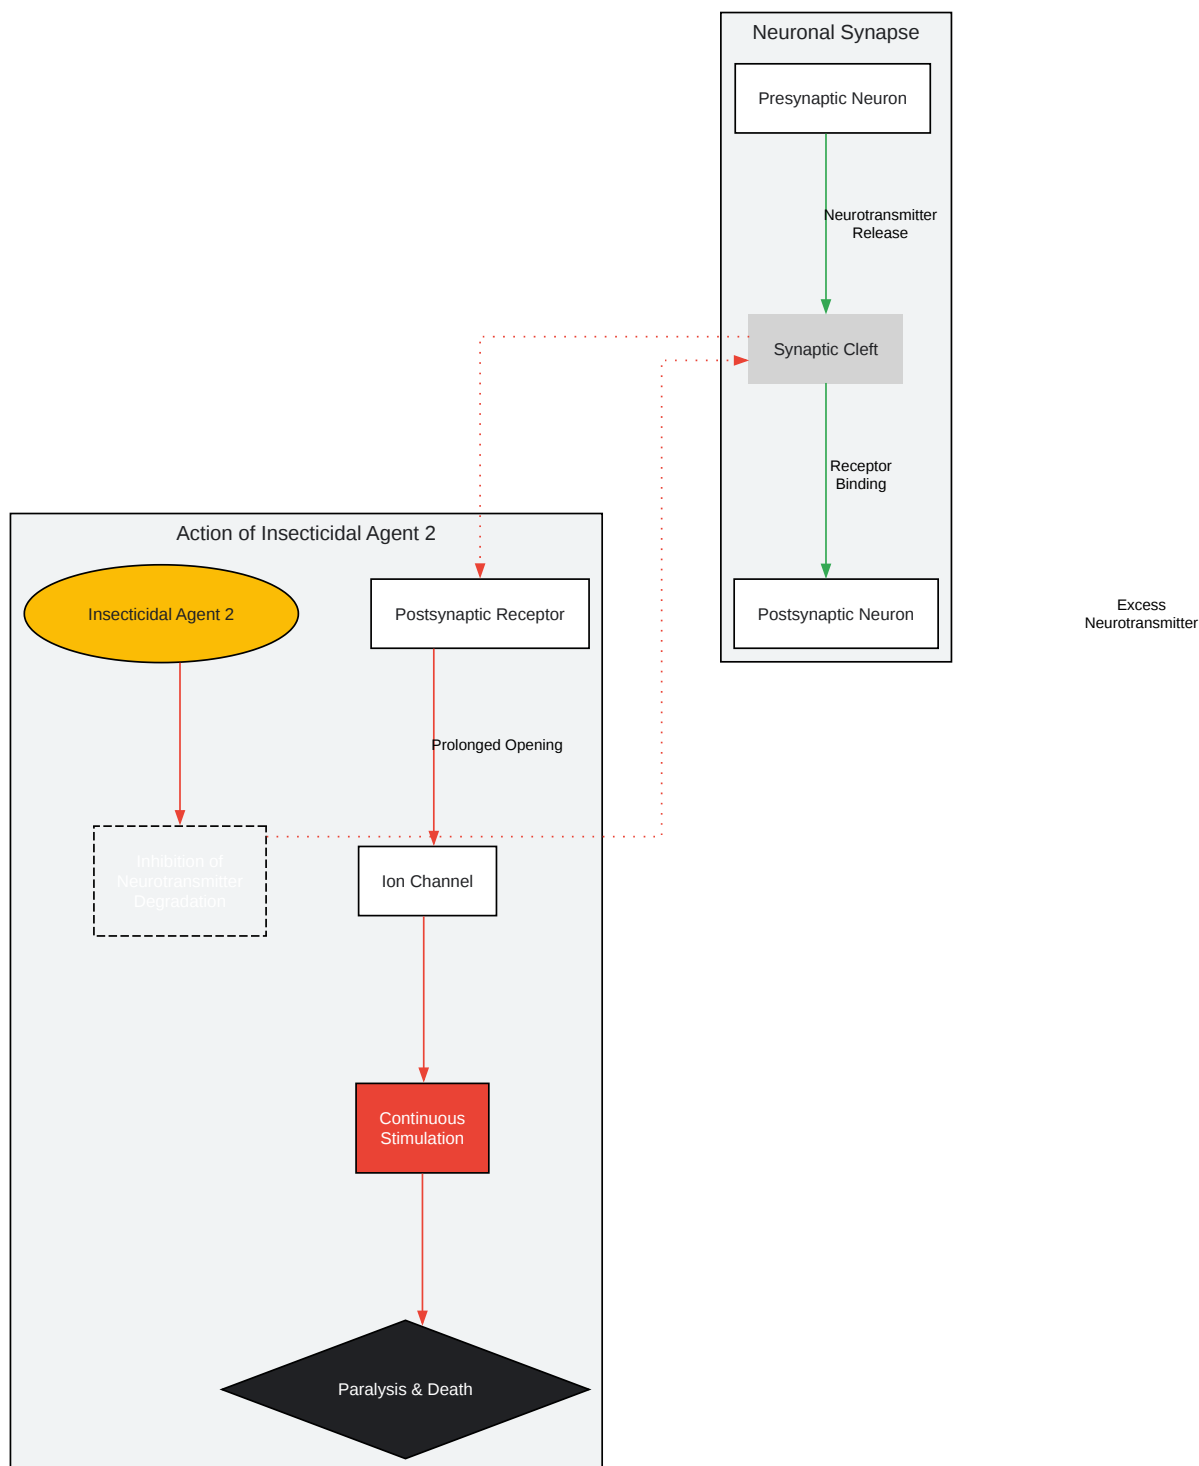 Neuronal Synapse
Presynaptic Neuron
Neurotransmitter
Release
Synaptic Cleft
Receptor
Binding
Postsynaptic Neuron
Excess
Neurotransmitter
Action of Insecticidal Agent 2
Insecticidal Agent 2
Postsynaptic Receptor
Prolonged Opening
Inhibition of
Neurotransmitter
Degradation
Ion Channel
Continuous
Stimulation
Paralysis & Death